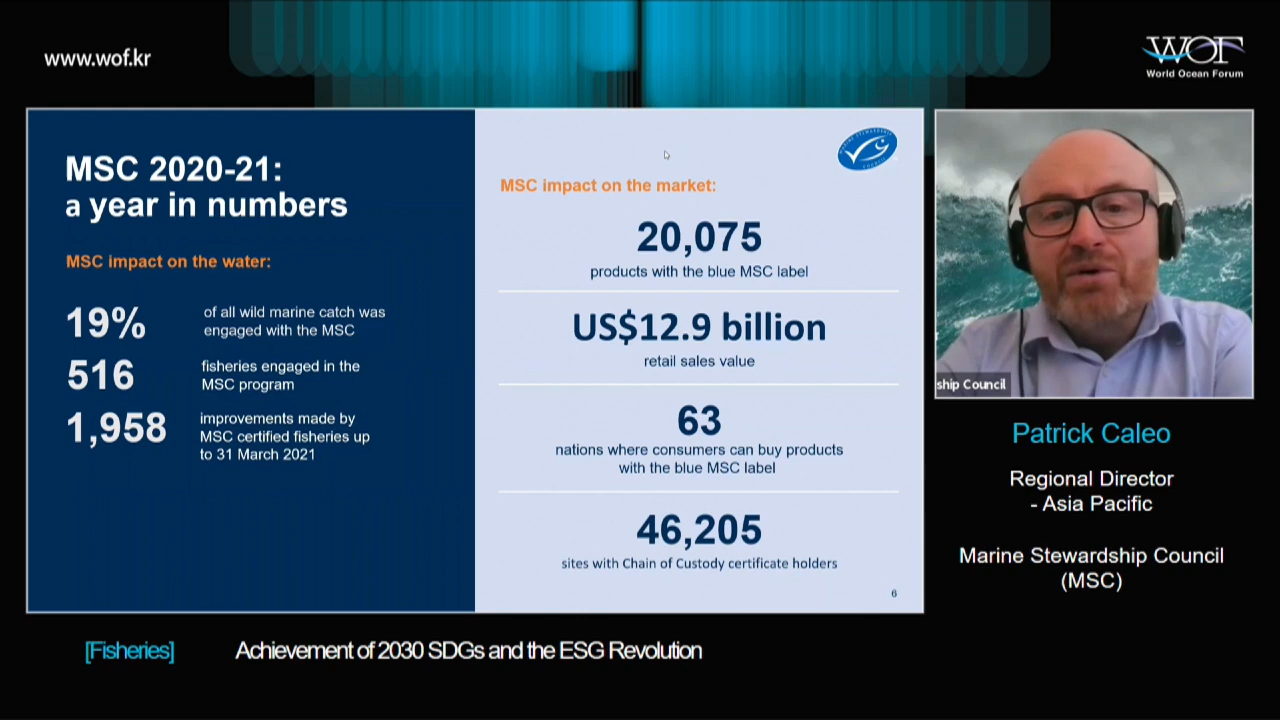 www.wof.kr
WOF
World Ocean Forum
MSC 2020-21:
a year in numbers
MSC impact on the water:
19%
of all wild marine catch was
engaged with the MSC
516
fisheries engaged in the
MSC program
1,958
improvements made by
MSC certified fisheries up
to 31 March 2021
MSC impact on the market:
20,075
products with the blue MSC label
US$12.9 billion
retail sales value
63
nations where consumers can buy products
with the blue MSC label
46,205
sites with Chain of Custody certificate holders
6
ship Council
Patrick Caleo
Regional Director
- Asia Pacific
Marine Stewardship Council
(MSC)
[Fisheries] Achievement of 2030 SDGs and the ESG Revolution